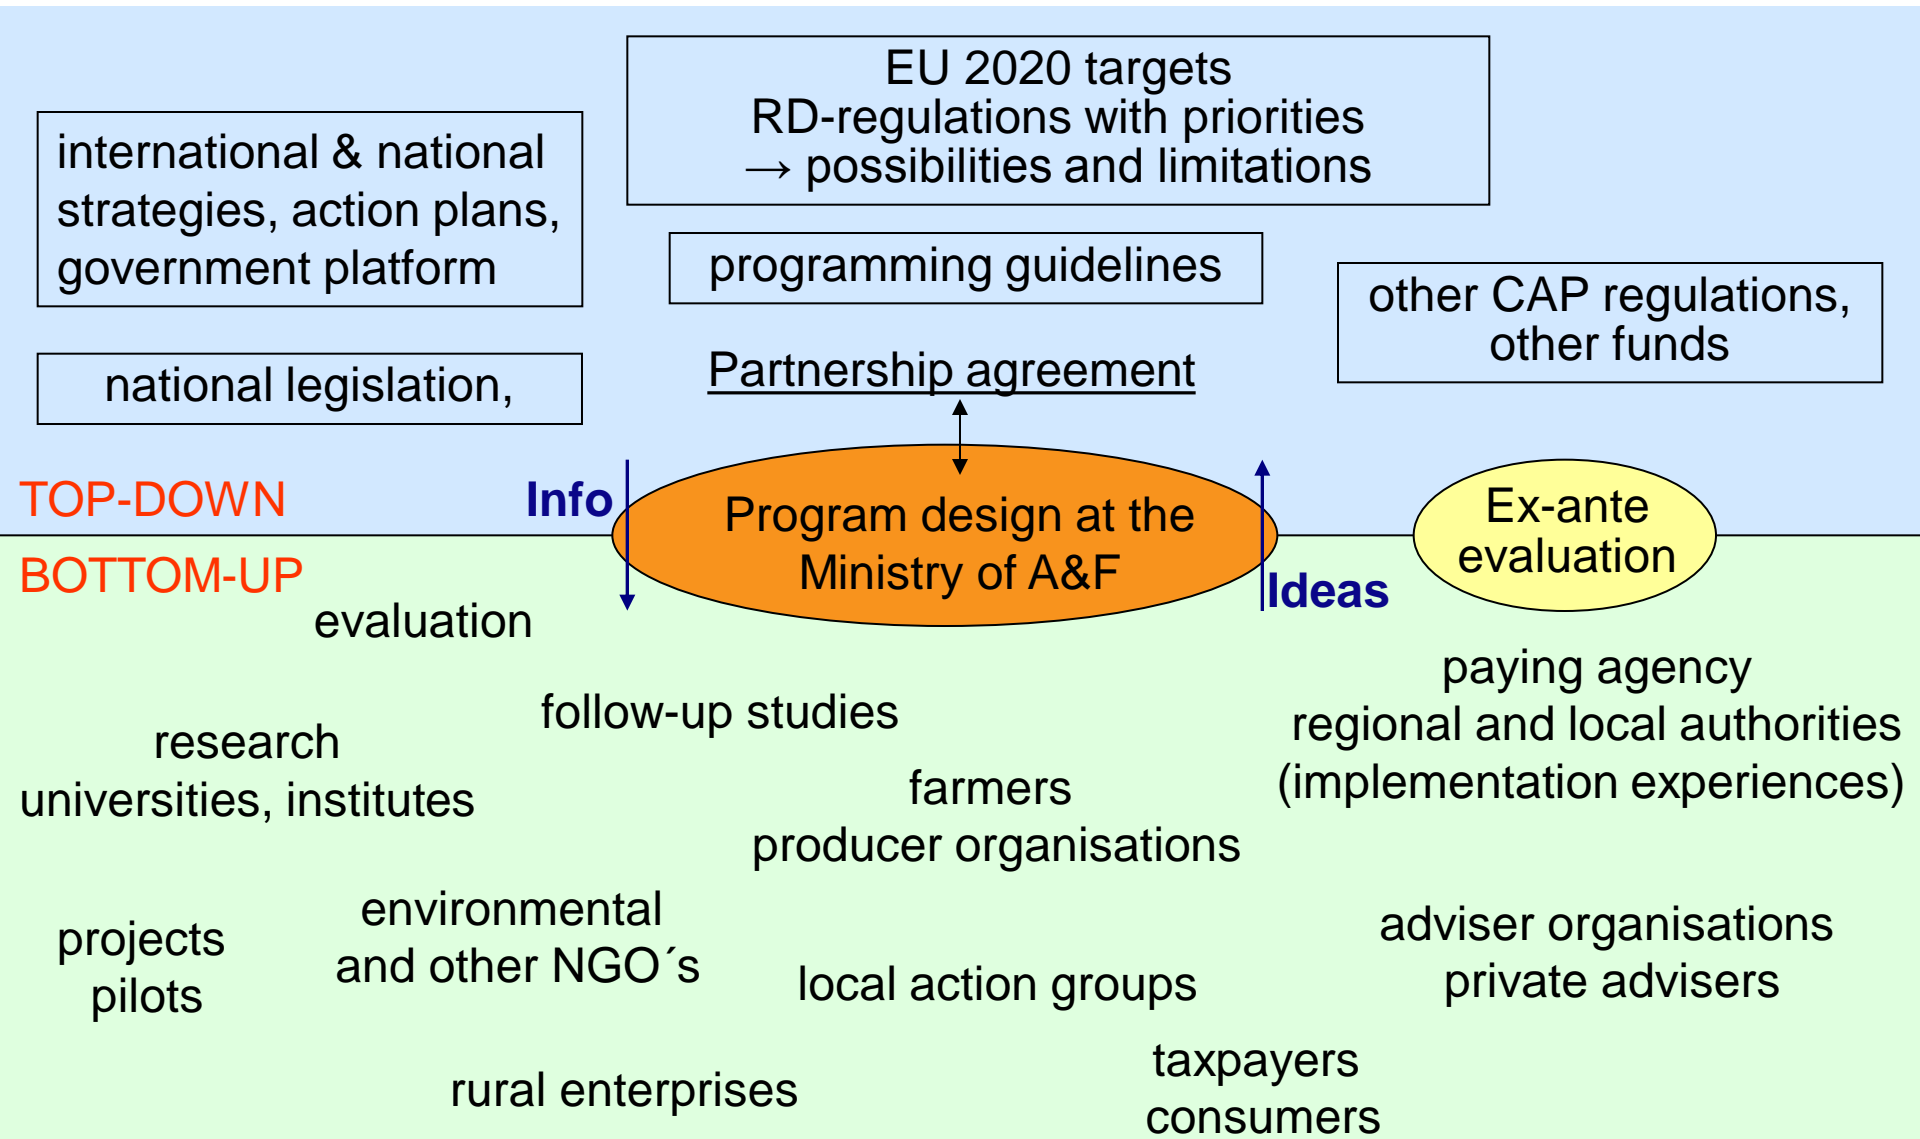 EU 2020 targets
RD-regulations with priorities
→ possibilities and limitations
international & national
strategies, action plans,
government platform
programming guidelines
other CAP regulations,
other funds
national legislation,
Partnership agreement
TOP-DOWN
Info
Program design at the
Ministry of A&F
Ex-ante
evaluation
BOTTOM-UP
Ideas
evaluation
paying agency
regional and local authorities
(implementation experiences)
follow-up studies
research
universities, institutes
farmers
producer organisations
environmental
and other NGO´s
projects
pilots
local action groups
adviser organisations
private advisers
rural enterprises
taxpayers
consumers